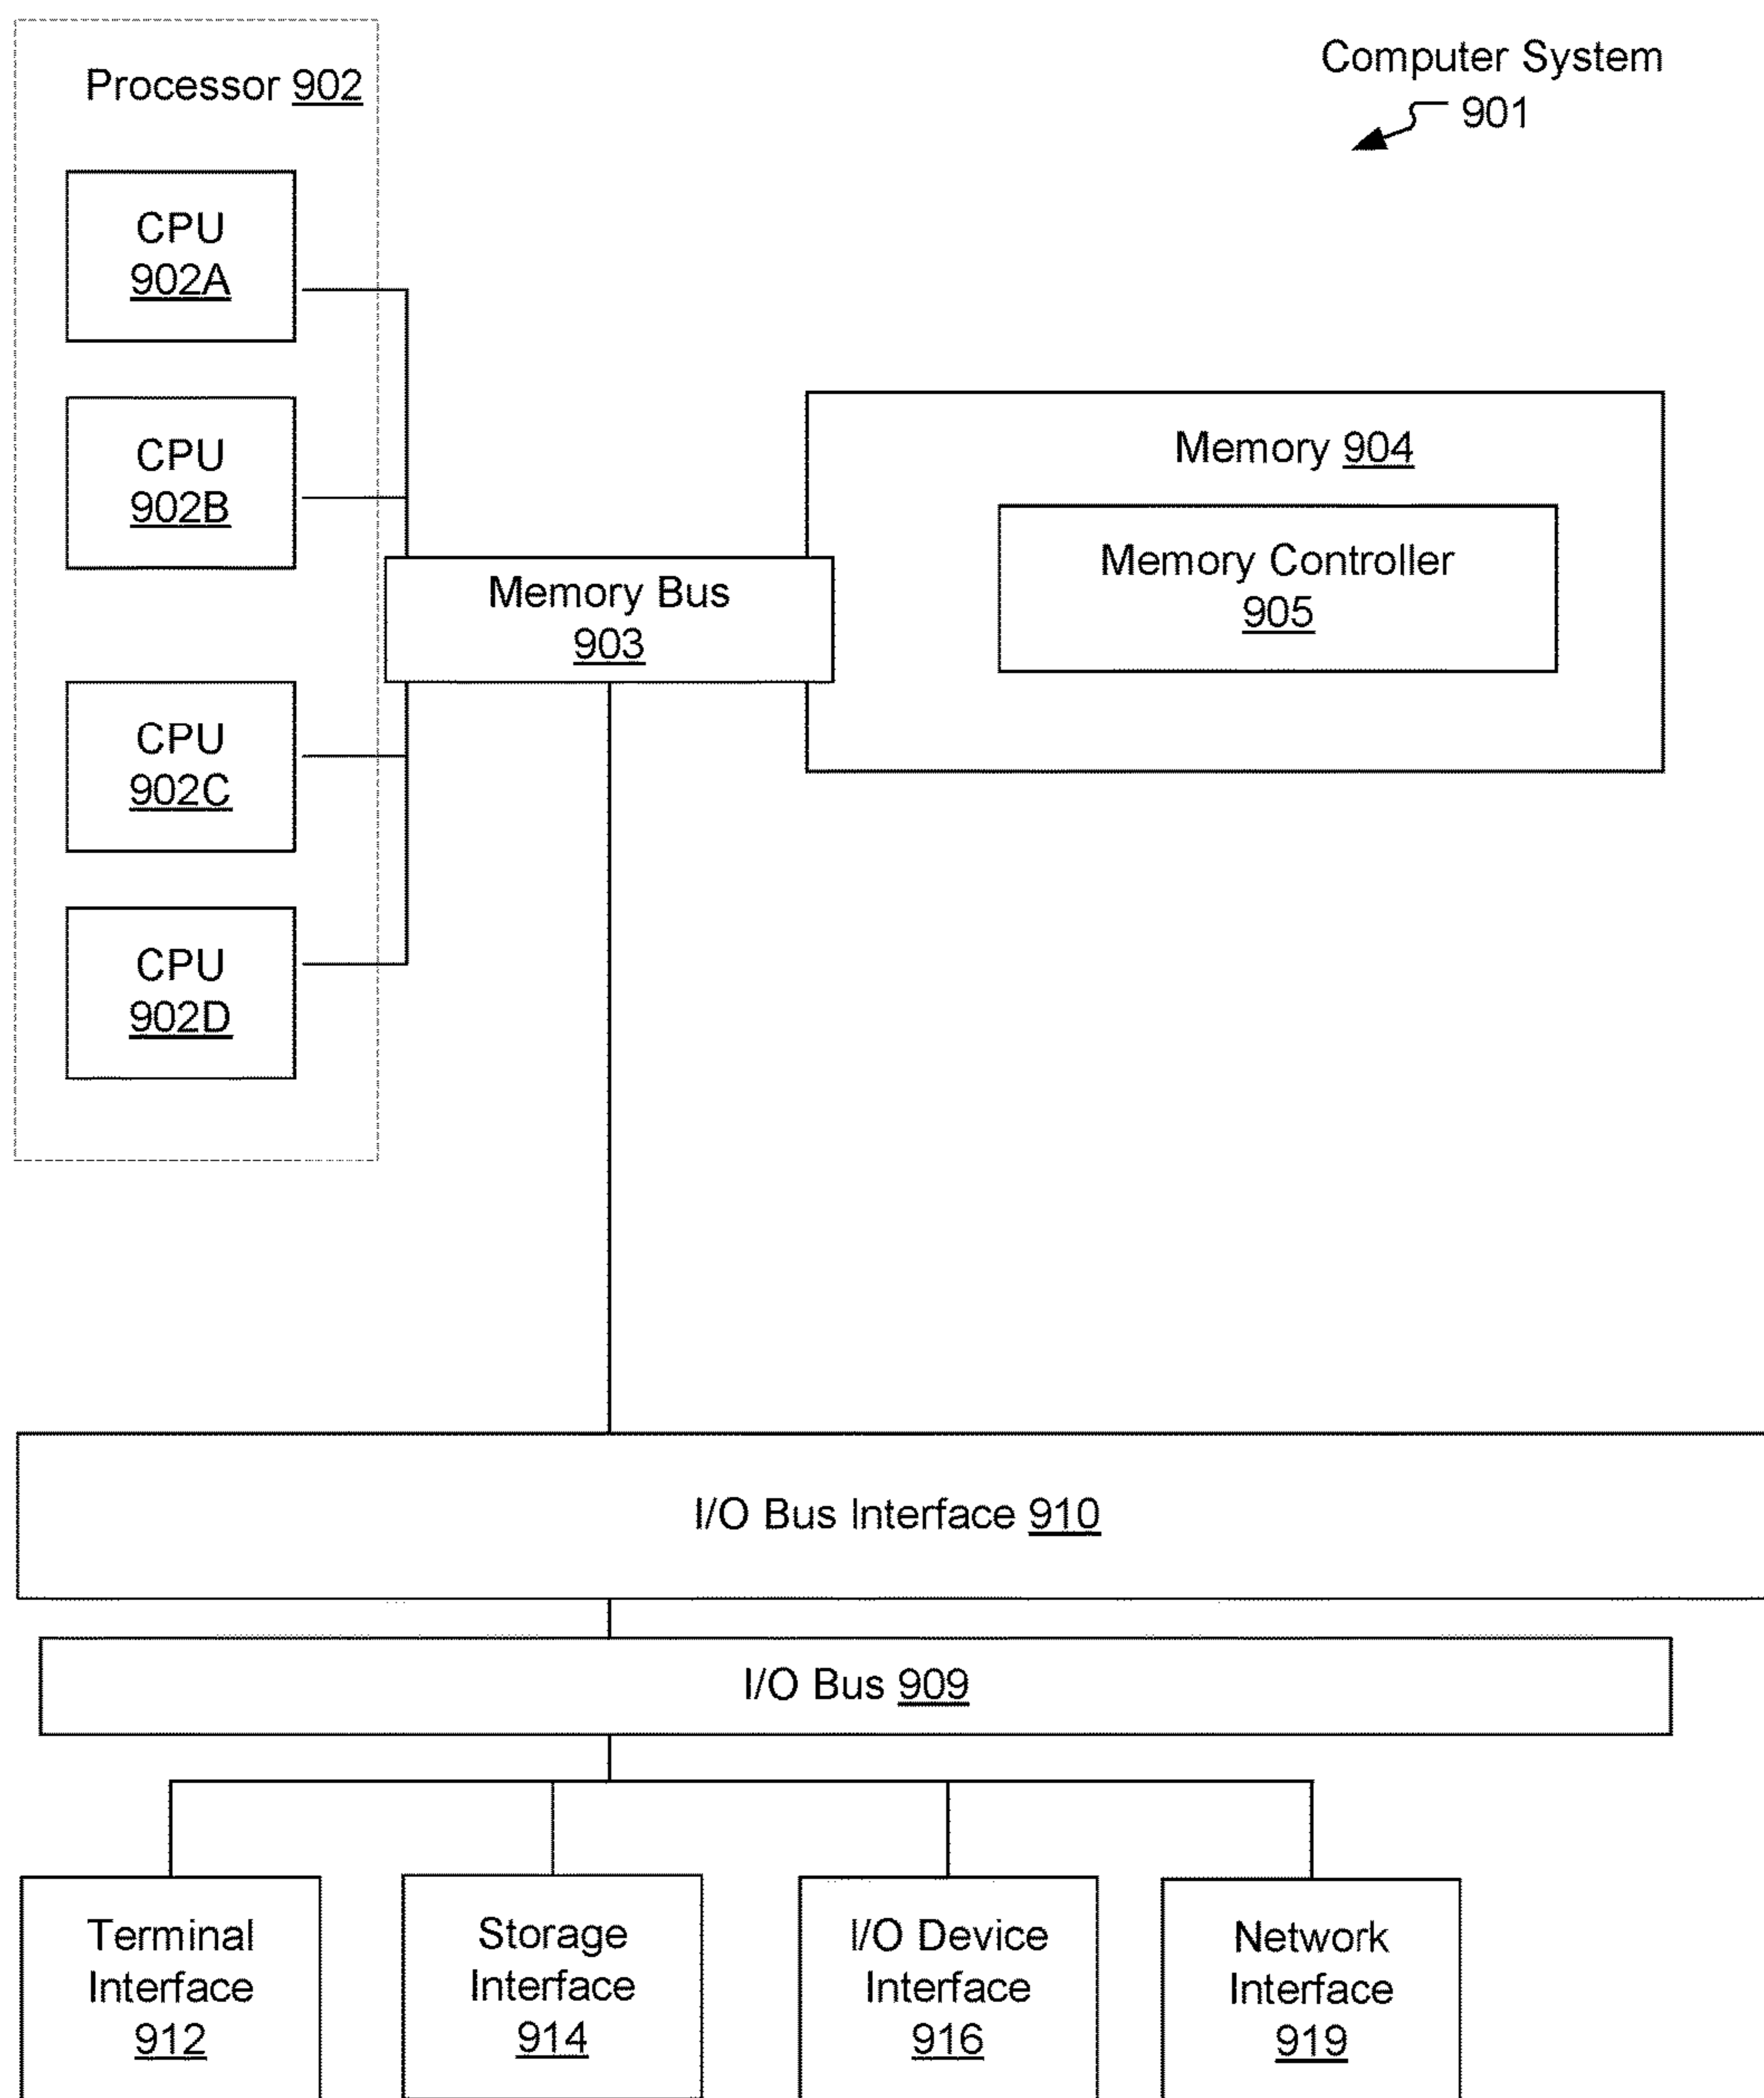 Processor 902
Computer System
901
CPU
902A
CPU
902B
Memory 904
Memory Controller
905
Memory Bus
903
CPU
902C
CPU
902D
I/O Bus Interface 910
I/O Bus 909
Terminal
Interface
912
Storage
Interface
914
I/O Device
Interface
916
Network
Interface
919